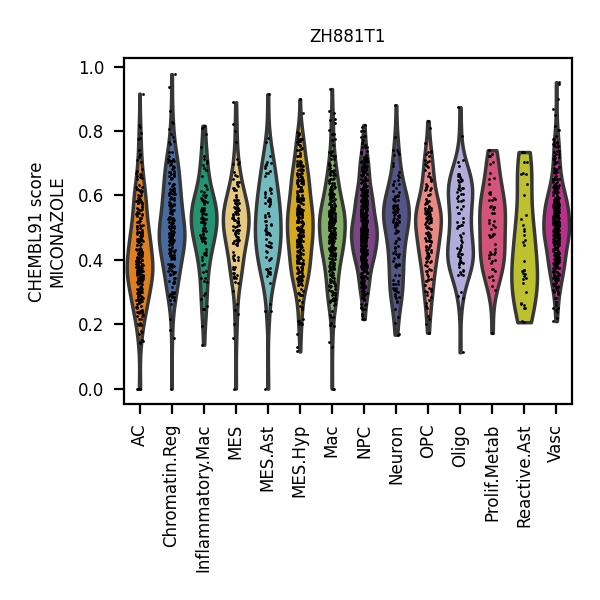 ZH881T1
CHEMBL91 score
MICONAZOLE
1.0
0.8
0.6
0.4
0.2
0.0
AC
Chromatin.Reg
Inflammatory.Mac
MES
MES.Ast
MES.Hyp
Mac
NPC
Neuron
OPC
Oligo
Prolif.Metab
Reactive.Ast
Vasc